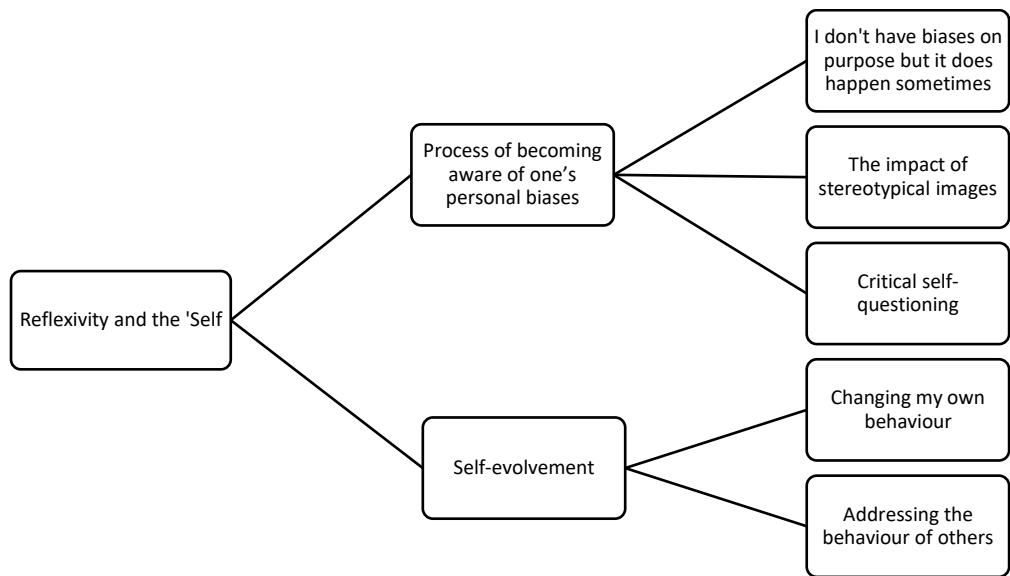 Reflexivity and the 'Self
Process of becoming
aware of one’s
personal biases
I don't have biases on
purpose but it does
happen sometimes
The impact of
stereotypical images
Critical self-
questioning
Self-evolvement
Changing my own
behaviour
Addressing the
behaviour of others